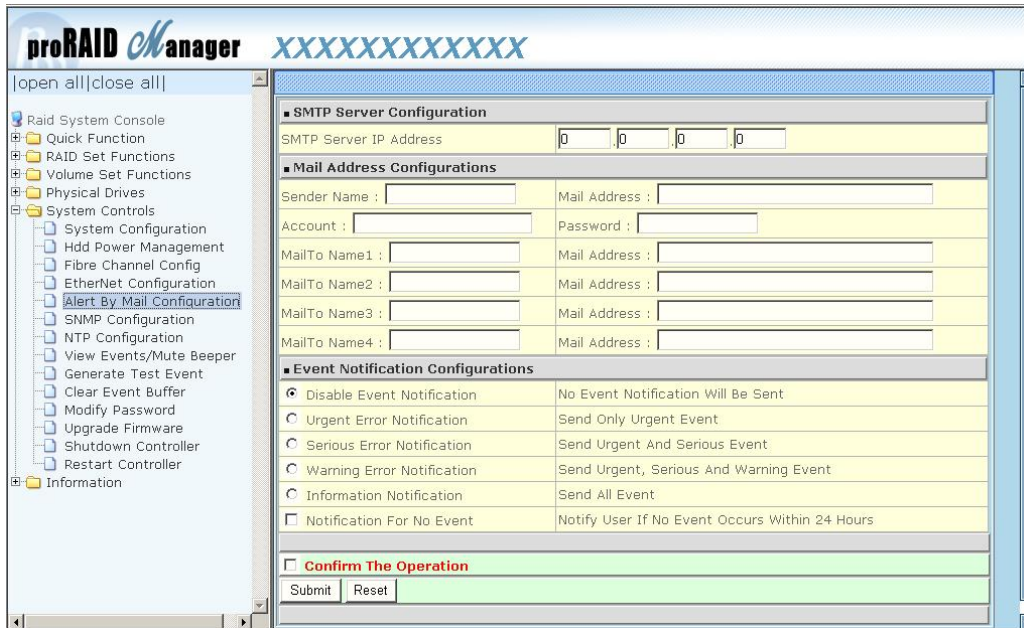 proRAID Manager XXXXXXXXXXXX
|open all|close all|
Raid System Console
Quick Function
RAID Set Functions
Volume Set Functions
Physical Drives
System Controls
System Configuration
Hdd Power Management
Fibre Channel Config
EtherNet Configuration
Alert By Mail Configuration
SNMP Configuration
NTP Configuration
View Events/Mute Beeper
Generate Test Event
Clear Event Buffer
Modify Password
Upgrade Firmware
Shutdown Controller
Restart Controller
Information
SMTP Server Configuration
SMTP Server IP Address 0 .0 .0 .0
Mail Address Configurations
Sender Name : Mail Address :
Account : Password :
MailTo Name1 : Mail Address :
MailTo Name2 : Mail Address :
MailTo Name3 : Mail Address :
MailTo Name4 : Mail Address :
Event Notification Configurations
Disable Event Notification No Event Notification Will Be Sent
Urgent Error Notification Send Only Urgent Event
Serious Error Notification Send Urgent And Serious Event
Warning Error Notification Send Urgent, Serious And Warning Event
Information Notification Send All Event
Notification For No Event Notify User If No Event Occurs Within 24 Hours
Confirm The Operation
Submit Reset